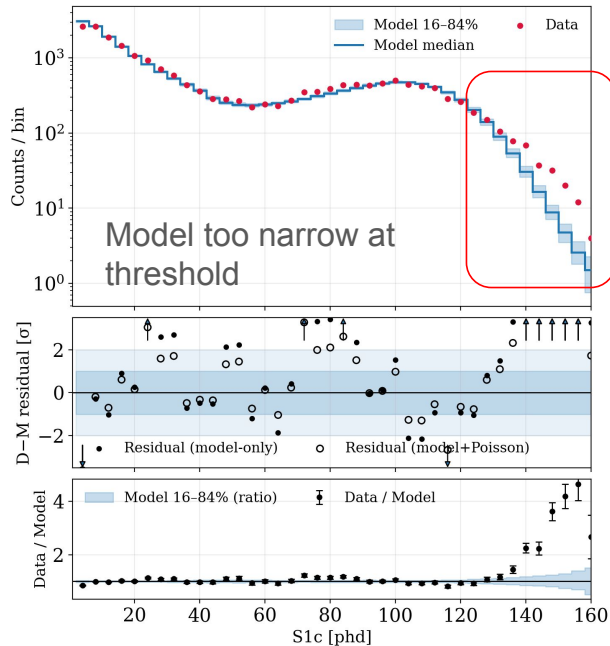 Model 16–84%
Model median
Data
10³
10²
10¹
10⁰
Counts / bin
Model too narrow at
threshold
2
0
−2
D−M residual [σ]
Residual (model-only)
Residual (model+Poisson)
4
2
Data / Model
Model 16–84% (ratio)
Data / Model
20 40 60 80 100 120 140 160
S1c [phd]